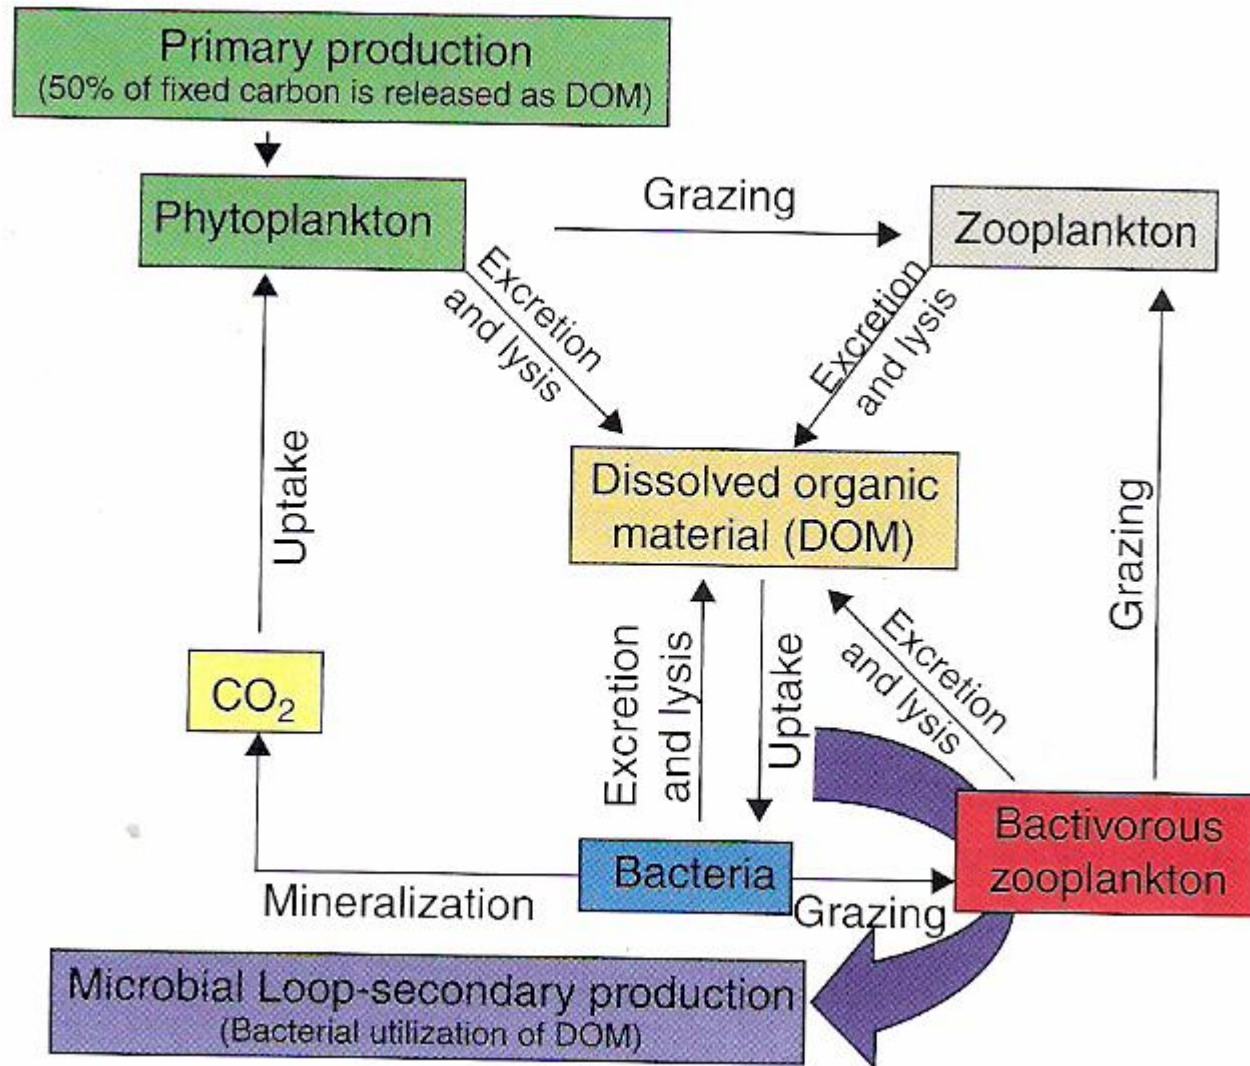 Primary production
(50% of fixed carbon is released as DOM)
Phytoplankton
Grazing
Zooplankton
Excretion
and lysis
Excretion
and lysis
Uptake
Dissolved organic
material (DOM)
Grazing
CO₂
Excretion
and lysis
Uptake
Excretion
and lysis
Bacteria
Bactivorous
zooplankton
Mineralization
Grazing
Microbial Loop-secondary production
(Bacterial utilization of DOM)